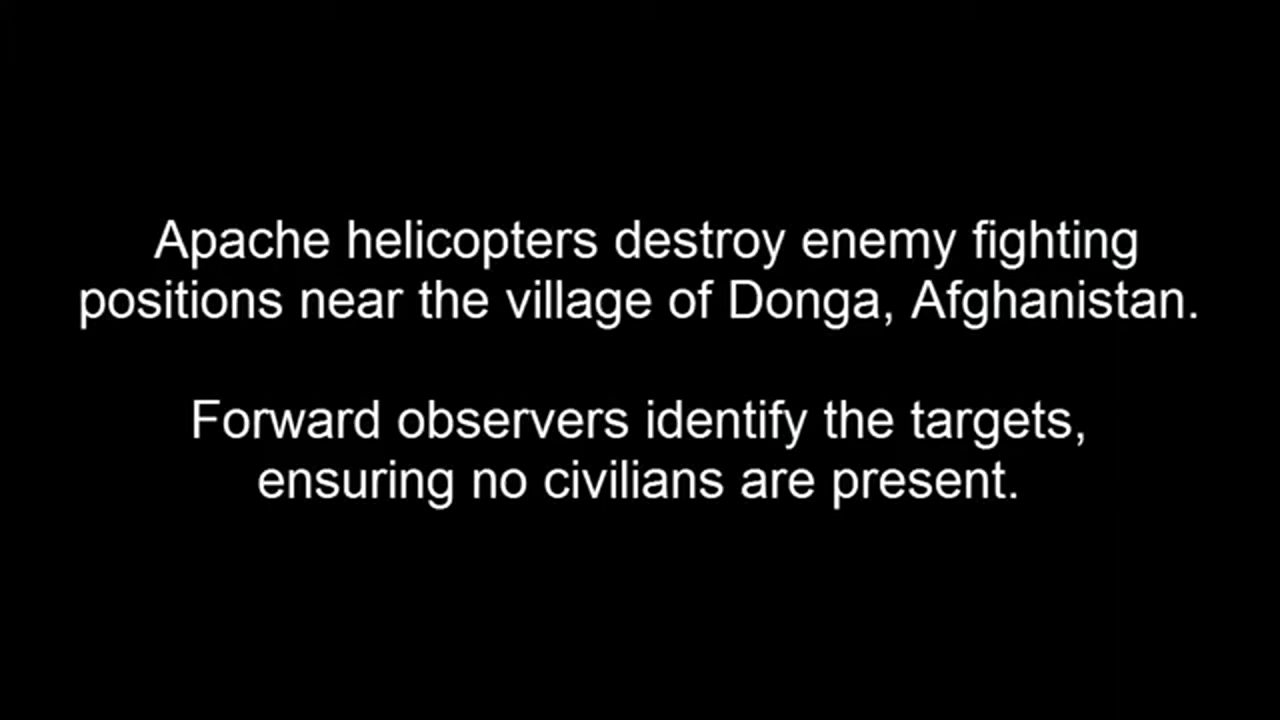 Apache helicopters destroy enemy fighting
positions near the village of Donga, Afghanistan.
Forward observers identify the targets,
ensuring no civilians are present.